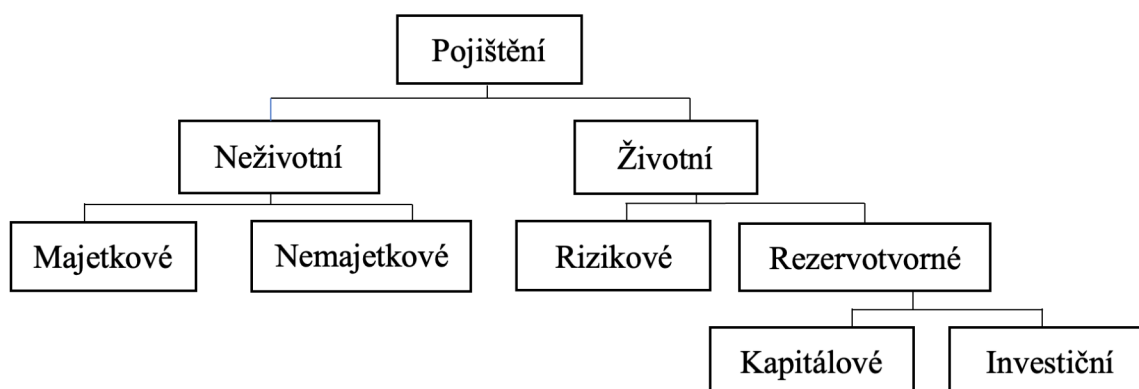 Pojištění
Neživotní
Životní
Majetkové
Nemajetkové
Rizikové
Rezervotvorné
Kapitálové
Investiční